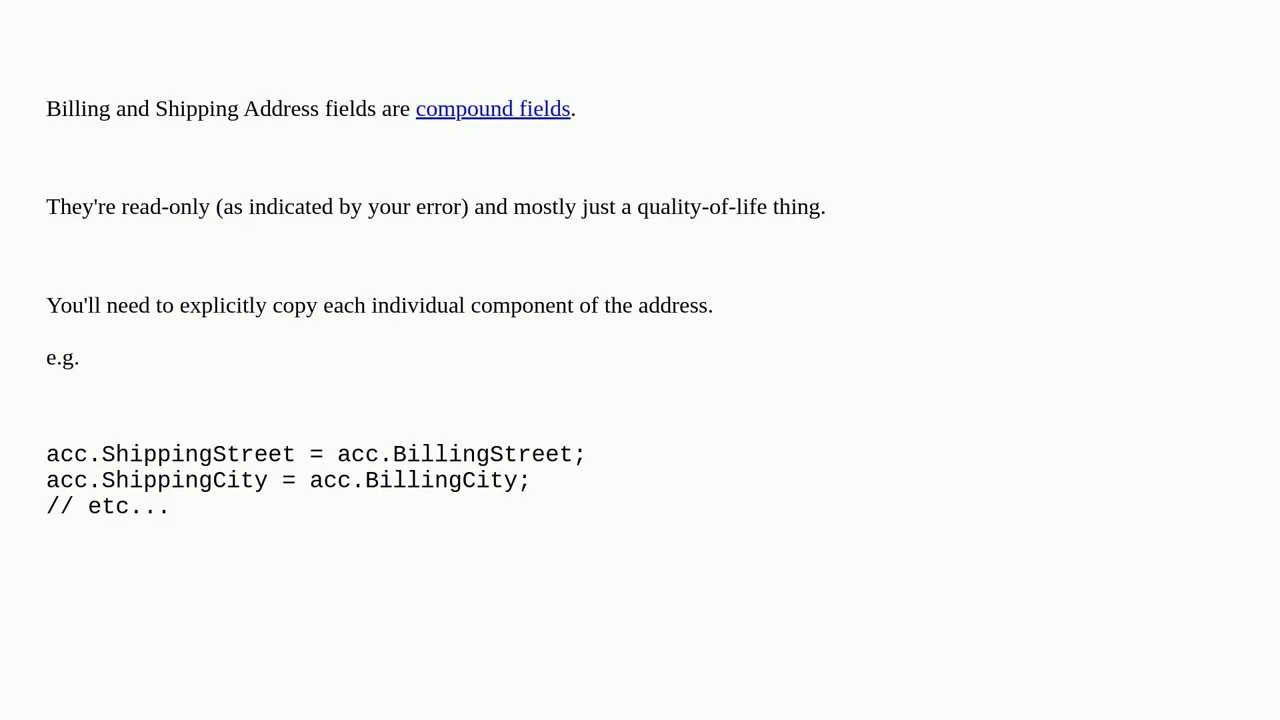 Billing and Shipping Address fields are compound fields.
They're read-only (as indicated by your error) and mostly just a quality-of-life thing.
You'll need to explicitly copy each individual component of the address.
e.g.
acc.ShippingStreet = acc.BillingStreet;
acc.ShippingCity = acc.BillingCity;
// etc...